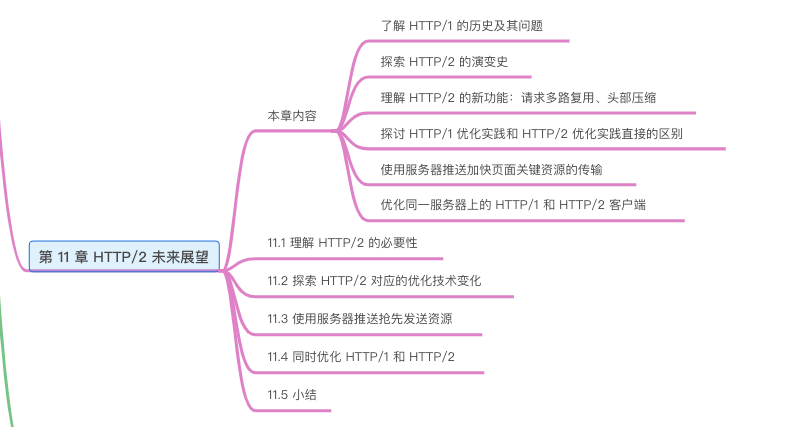 第 11 章 HTTP/2 未来展望
本章内容
了解 HTTP/1 的历史及其问题
探索 HTTP/2 的演变史
理解 HTTP/2 的新功能：请求多路复用、头部压缩
探讨 HTTP/1 优化实践和 HTTP/2 优化实践直接的区别
使用服务器推送加快页面关键资源的传输
优化同一服务器上的 HTTP/1 和 HTTP/2 客户端
11.1 理解 HTTP/2 的必要性
11.2 探索 HTTP/2 对应的优化技术变化
11.3 使用服务器推送抢先发送资源
11.4 同时优化 HTTP/1 和 HTTP/2
11.5 小结